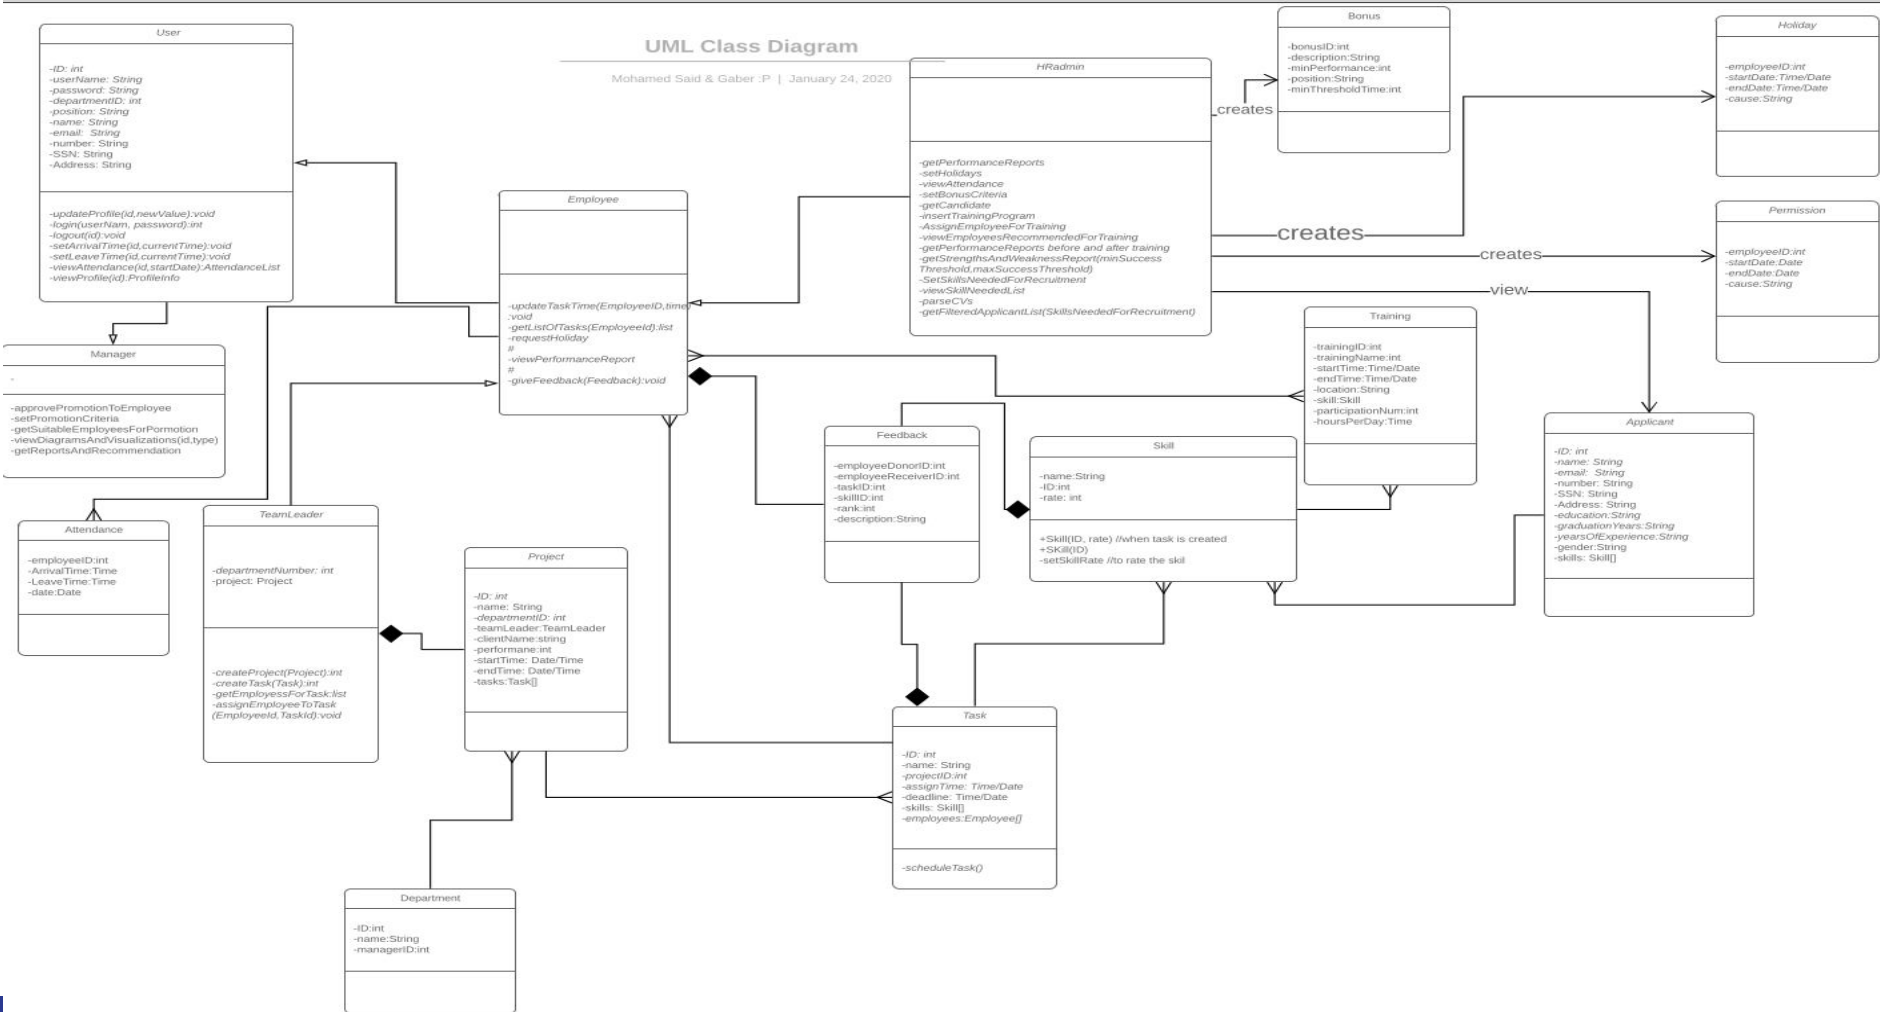 UML Class Diagram
Mohamed Said & Gaber :P | January 24, 2020
User
-ID: int
-userName: String
-password: String
-departmentID: int
-position: String
-name: String
-email: String
-number: String
-SSN: String
-Address: String
-updateProfile(id,newValue):void
-login(userNam, password):int
-logout(id):void
-setArrivalTime(id,currentTime):void
-setLeaveTime(id,currentTime):void
-viewAttendance(id,startDate):AttendanceList
-viewProfile(id):ProfileInfo
Manager
-
-approvePromotionToEmployee
-setPromotionCriteria
-getSuitableEmployeesForPormotion
-viewDiagramsAndVisualizations(id,type)
-getReportsAndRecommendation
Attendance
-employeeID:int
-ArrivalTime:Time
-LeaveTime:Time
-date:Date
TeamLeader
-departmentNumber: int
-project: Project
-createProject(Project):int
-createTask(Task):int
-getEmployessForTask:list
-assignEmployeeToTask
(EmployeeId,TaskId):void
Employee
-updateTaskTime(EmployeeID,time)
:void
-getListOfTasks(EmployeeId):list
-requestHoliday
#
-viewPerformanceReport
#
-giveFeedback(Feedback):void
Project
-ID: int
-name: String
-departmentID: int
-teamLeader:TeamLeader
-clientName:string
-performane:int
-startTime: Date/Time
-endTime: Date/Time
-tasks:Task[]
Department
-ID:int
-name:String
-managerID:int
HRadmin
-getPerformanceReports
-setHolidays
-viewAttendance
-setBonusCriteria
-getCandidate
-insertTrainingProgram
-AssignEmployeeForTraining
-viewEmployeesRecommendedForTraining
-getPerformanceReports before and after training
-getStrengthsAndWeaknessReport(minSuccess
Threshold,maxSuccessThreshold)
-SetSkillsNeededForRecruitment
-viewSkillNeededList
-parseCVs
-getFilteredApplicantList(SkillsNeededForRecruitment)
creates
creates
creates
view
Bonus
-bonusID:int
-description:String
-minPerformance:int
-position:String
-minThresholdTime:int
Holiday
-employeeID:int
-startDate:Time/Date
-endDate:Time/Date
-cause:String
Permission
-employeeID:int
-startDate:Date
-endDate:Date
-cause:String
Training
-trainingID:int
-trainingName:int
-startTime:Time/Date
-endTime:Time/Date
-location:String
-skill:Skill
-participationNum:int
-hoursPerDay:Time
Feedback
-employeeDonorID:int
-employeeReceiverID:int
-taskID:int
-skillID:int
-rank:int
-description:String
Skill
-name:String
-ID:int
-rate: int
+Skill(ID, rate) //when task is created
+SKill(ID)
-setSkillRate //to rate the skil
Applicant
-ID: int
-name: String
-email: String
-number: String
-SSN: String
-Address: String
-education:String
-graduationYears:String
-yearsOfExperience:String
-gender:String
-skills: Skill[]
Task
-ID: int
-name: String
-projectID:int
-assignTime: Time/Date
-deadline: Time/Date
-skills: Skill[]
-employees:Employee[]
-scheduleTask()